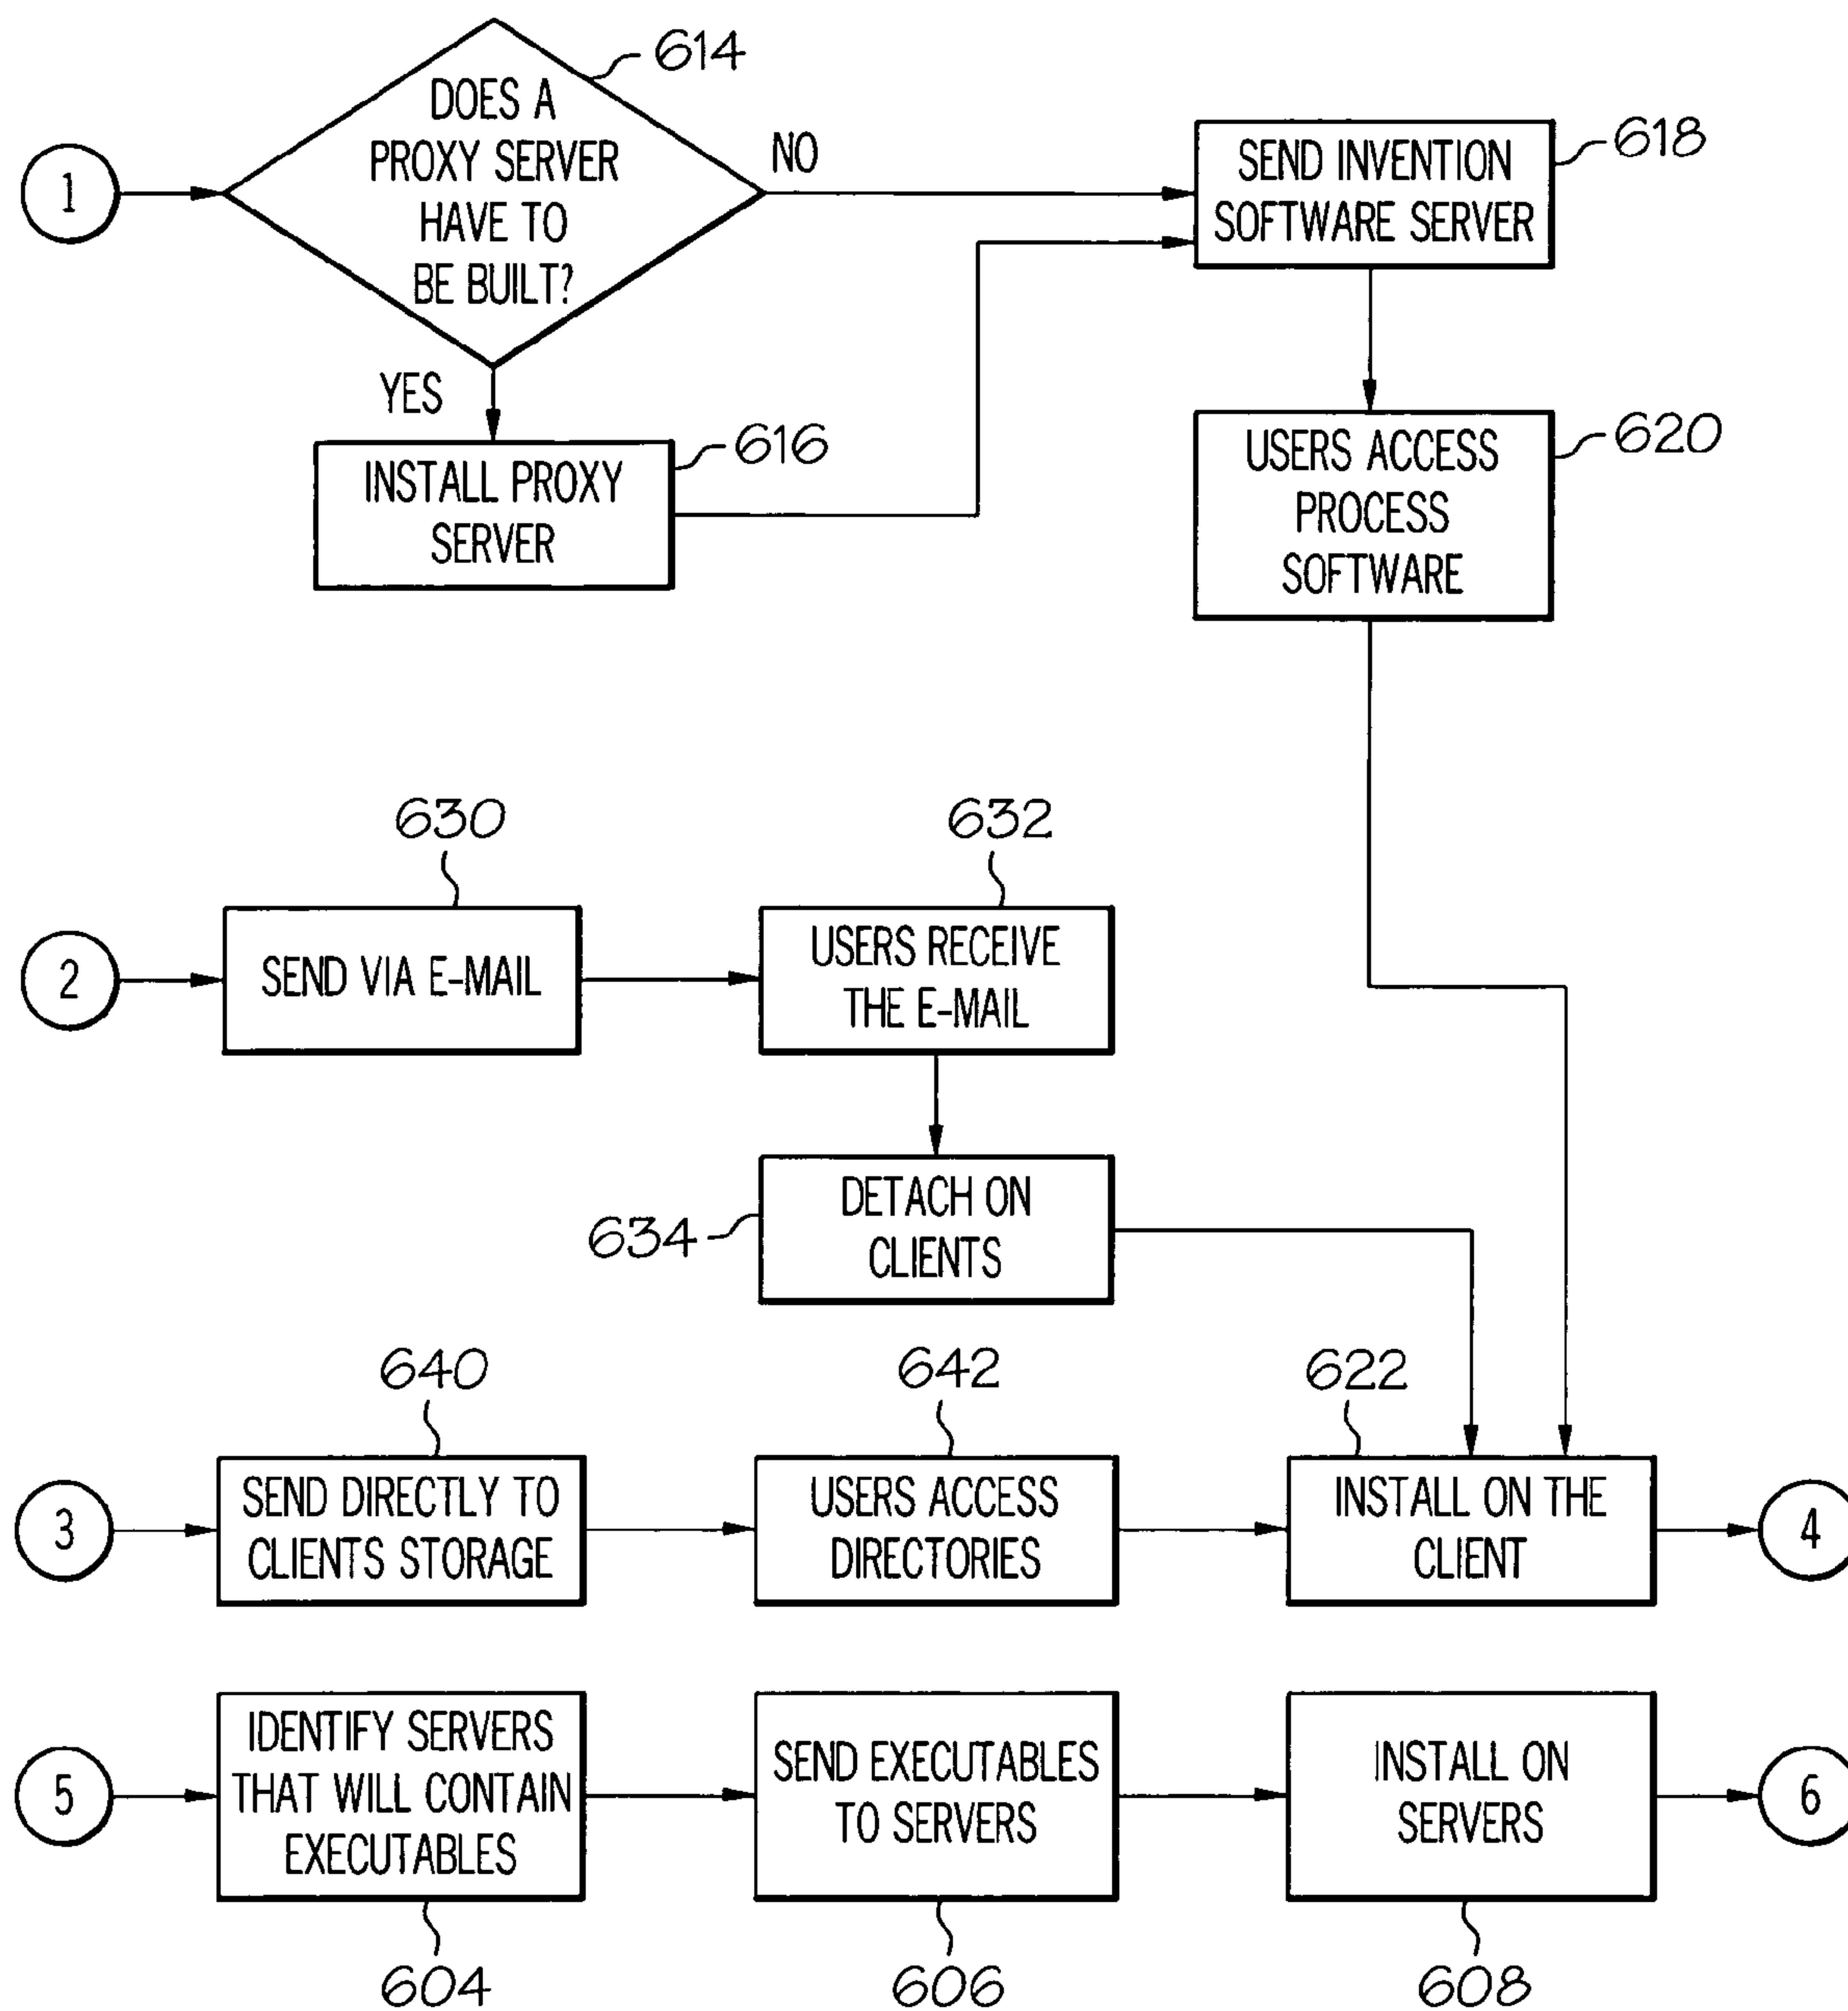 614
DOES A
PROXY SERVER
HAVE TO
BE BUILT?
1
NO
YES
618
SEND INVENTION
SOFTWARE SERVER
616
INSTALL PROXY
SERVER
620
USERS ACCESS
PROCESS
SOFTWARE
630
632
2
SEND VIA E-MAIL
USERS RECEIVE
THE E-MAIL
634
DETACH ON
CLIENTS
640
642
622
3
SEND DIRECTLY TO
CLIENTS STORAGE
USERS ACCESS
DIRECTORIES
INSTALL ON THE
CLIENT
4
5
IDENTIFY SERVERS
THAT WILL CONTAIN
EXECUTABLES
SEND EXECUTABLES
TO SERVERS
INSTALL ON
SERVERS
6
604
606
608